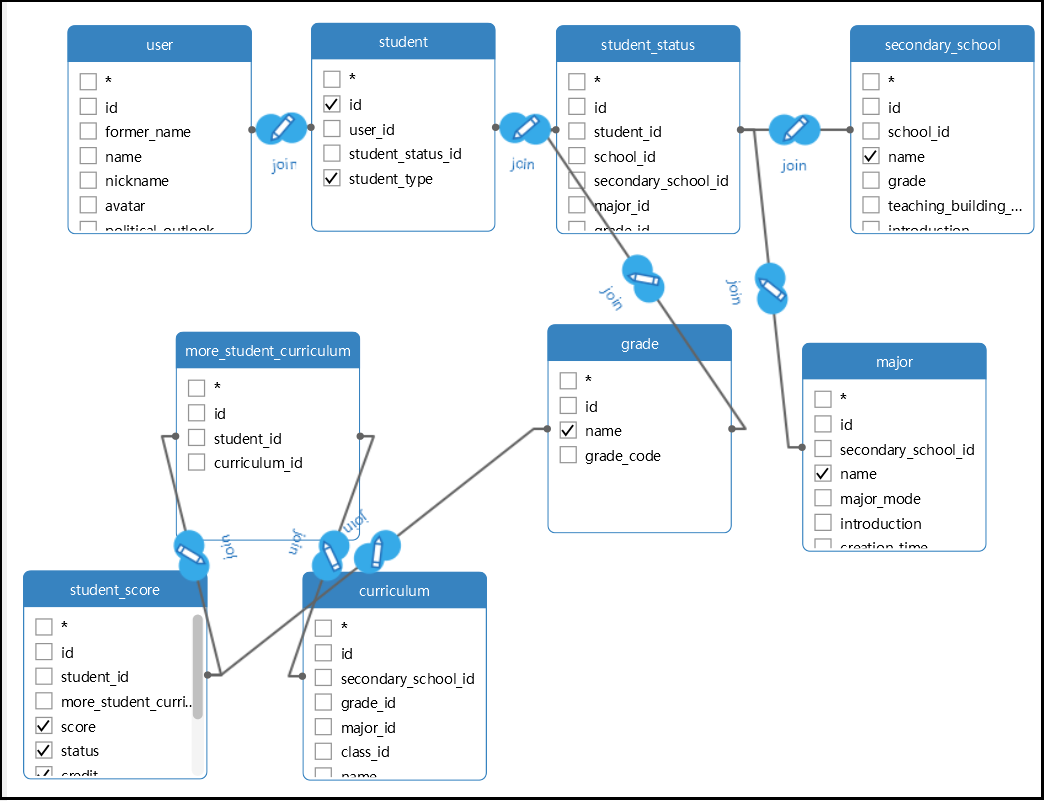 user
*
id
former_name
name
nickname
avatar
political_outlook
join
student
*
id
user_id
student_status_id
student_type
join
student_status
*
id
student_id
school_id
secondary_school_id
major_id
grade_id
join
secondary_school
*
id
school_id
name
grade
teaching_building_...
introduction
join
join
more_student_curriculum
*
id
student_id
curriculum_id
grade
*
id
name
grade_code
major
*
id
secondary_school_id
name
major_mode
introduction
creation_time
join
join
join
student_score
*
id
student_id
more_student_curri..
score
status
credit
curriculum
*
id
secondary_school_id
grade_id
major_id
class_id
name